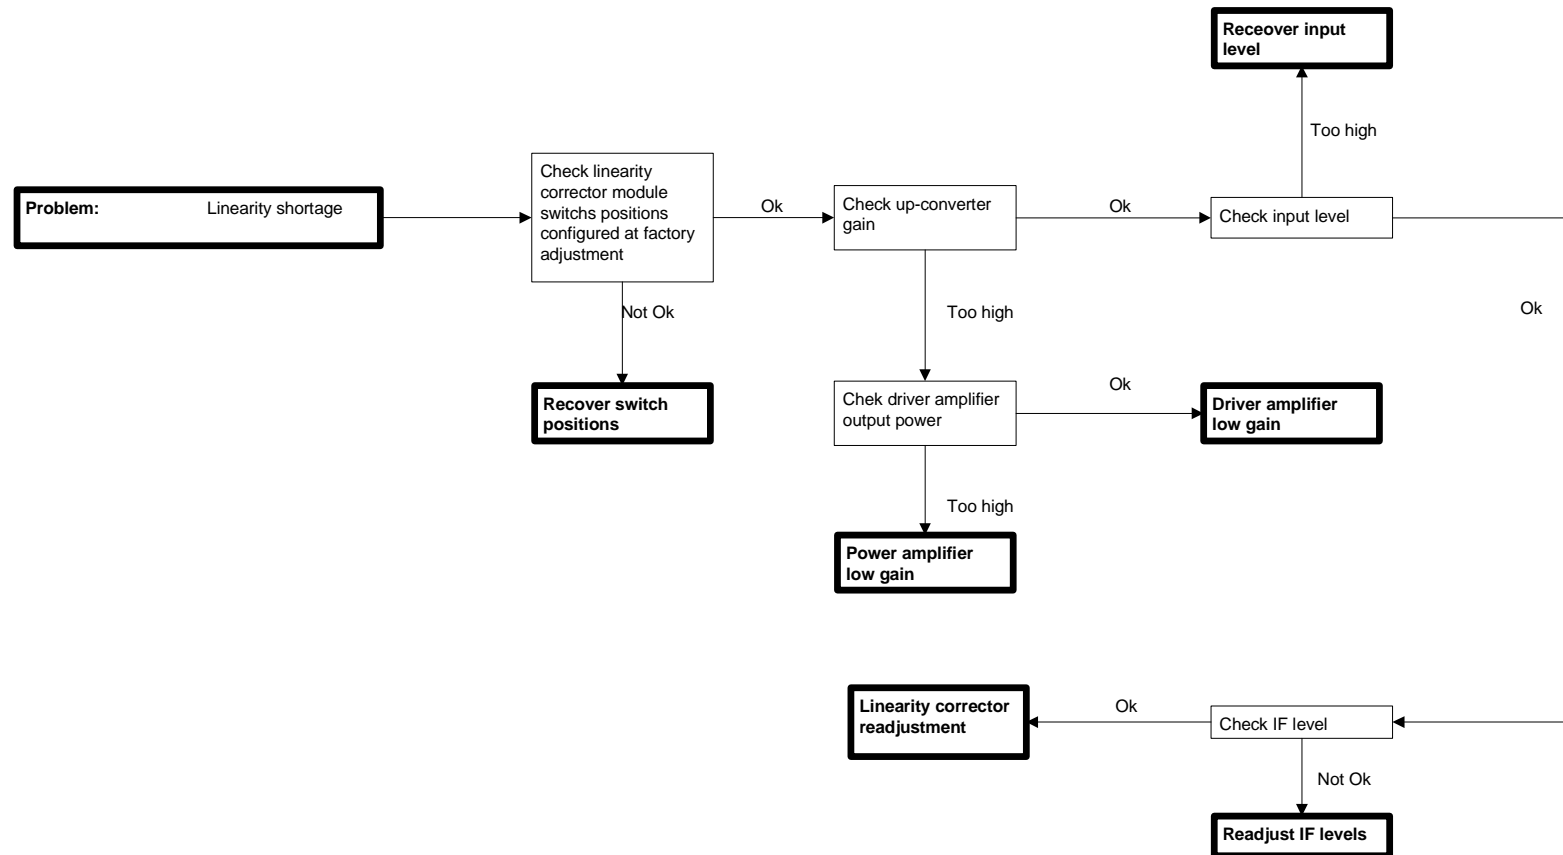 Receover input
level
Too high
Problem: Linearity shortage
Check linearity
corrector module
switchs positions
configured at factory
adjustment
Ok
Check up-converter
gain
Ok
Check input level
Not Ok
Too high
Ok
Recover switch
positions
Chek driver amplifier
output power
Ok
Driver amplifier
low gain
Too high
Power amplifier
low gain
Linearity corrector
readjustment
Ok
Check IF level
Not Ok
Readjust IF levels